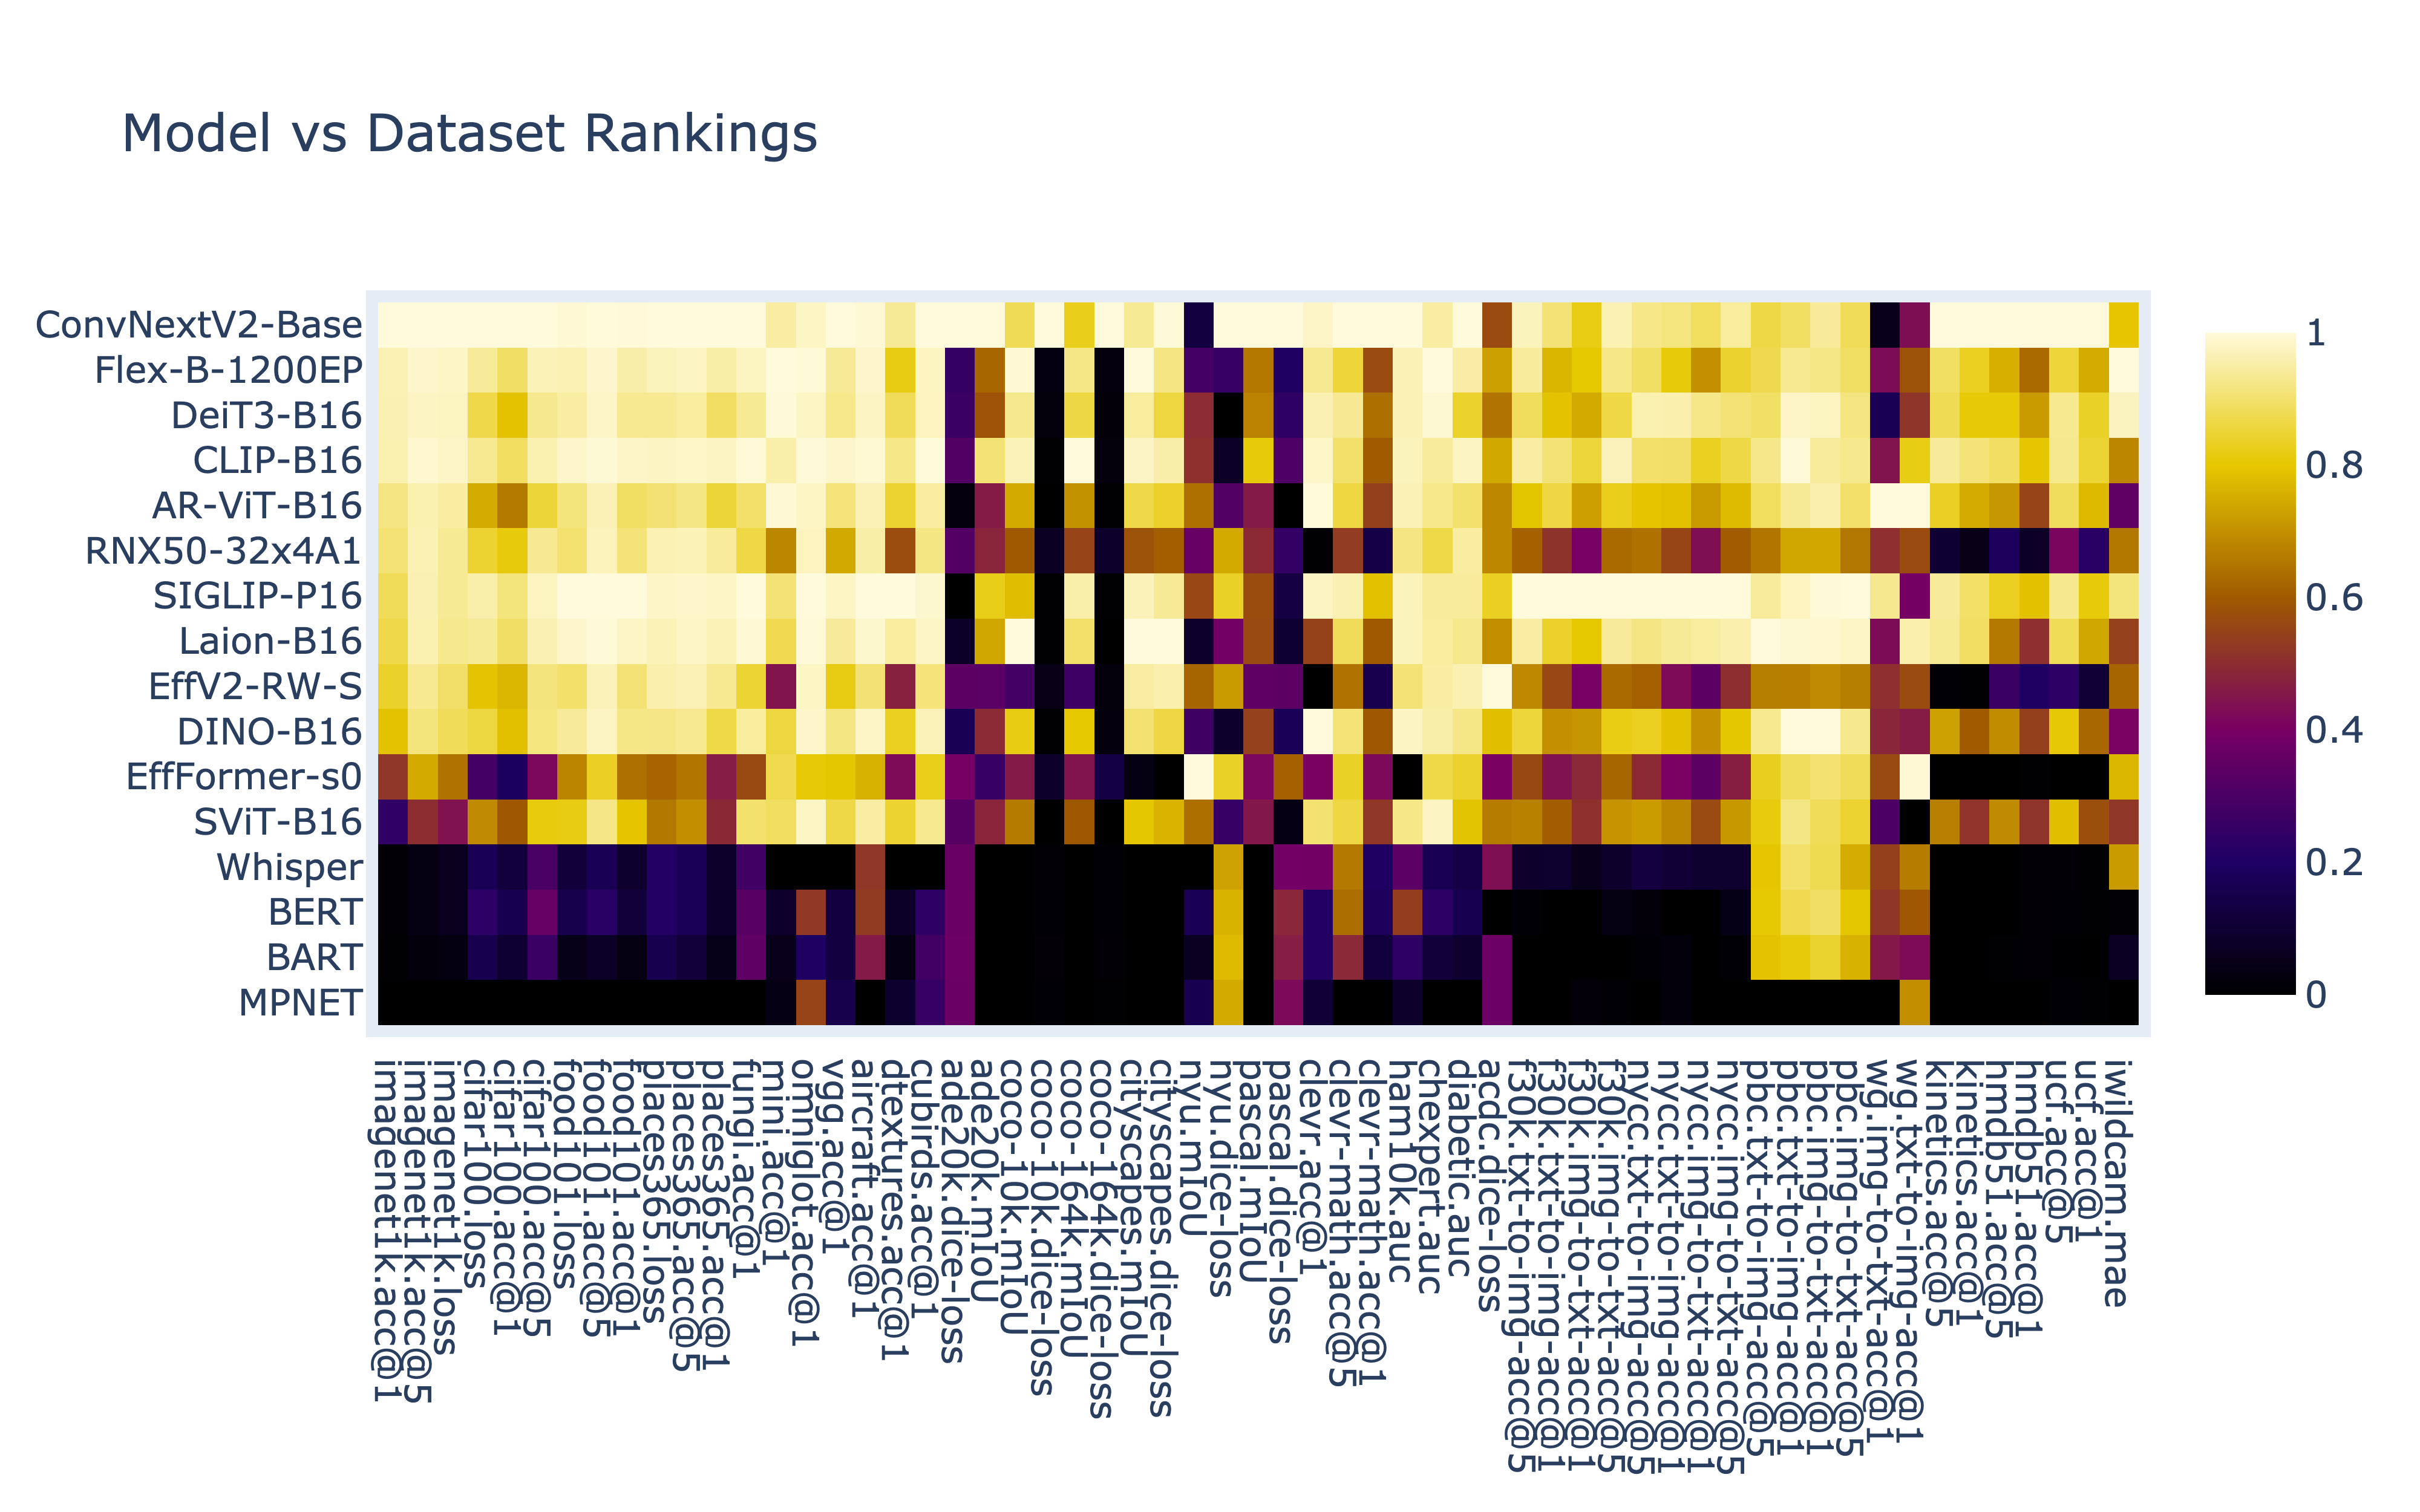 Model vs Dataset Rankings
ConvNextV2-Base
Flex-B-1200EP
DeiT3-B16
CLIP-B16
AR-ViT-B16
RNX50-32x4A1
SIGLIP-P16
Laion-B16
EffV2-RW-S
DINO-B16
EffFormer-s0
SViT-B16
Whisper
BERT
BART
MPNET
1
0.8
0.6
0.4
0.2
0
imagenet1k.acc@1
imagenet1k.acc@5
imagenet1k.loss
cifar100.loss
cifar100.acc@1
cifar100.acc@5
food101.loss
food101.acc@5
food101.acc@1
places365.loss
places365.acc@5
places365.acc@1
fungi.acc@1
mini.acc@1
omniglot.acc@1
vgg.acc@1
aircraft.acc@1
dtextures.acc@1
cubirds.acc@1
ade20k.dice-loss
ade20k.mIoU
coco-10k.mIoU
coco-10k.dice-loss
coco-164k.mIoU
coco-164k.dice-loss
cityscapes.mIoU
cityscapes.dice-loss
nyu.mIoU
nyu.dice-loss
pascal.mIoU
pascal.dice-loss
clevr.acc@1
clevr-math.acc@5
clevr-math.acc@1
ham10k.auc
chexpert.auc
diabetic.auc
acdc.dice-loss
f30k.txt-to-img-acc@5
f30k.txt-to-img-acc@1
f30k.img-to-txt-acc@1
f30k.img-to-txt-acc@5
nycc.txt-to-img-acc@5
nycc.txt-to-img-acc@1
nycc.img-to-txt-acc@1
nycc.img-to-txt-acc@5
pbc.txt-to-img-acc@5
pbc.txt-to-img-acc@1
pbc.img-to-txt-acc@1
pbc.img-to-txt-acc@5
wg.img-to-txt-acc@1
wg.txt-to-img-acc@1
kinetics.acc@5
kinetics.acc@1
hmdb51.acc@5
hmdb51.acc@1
ucf.acc@5
ucf.acc@1
iwildcam.mae